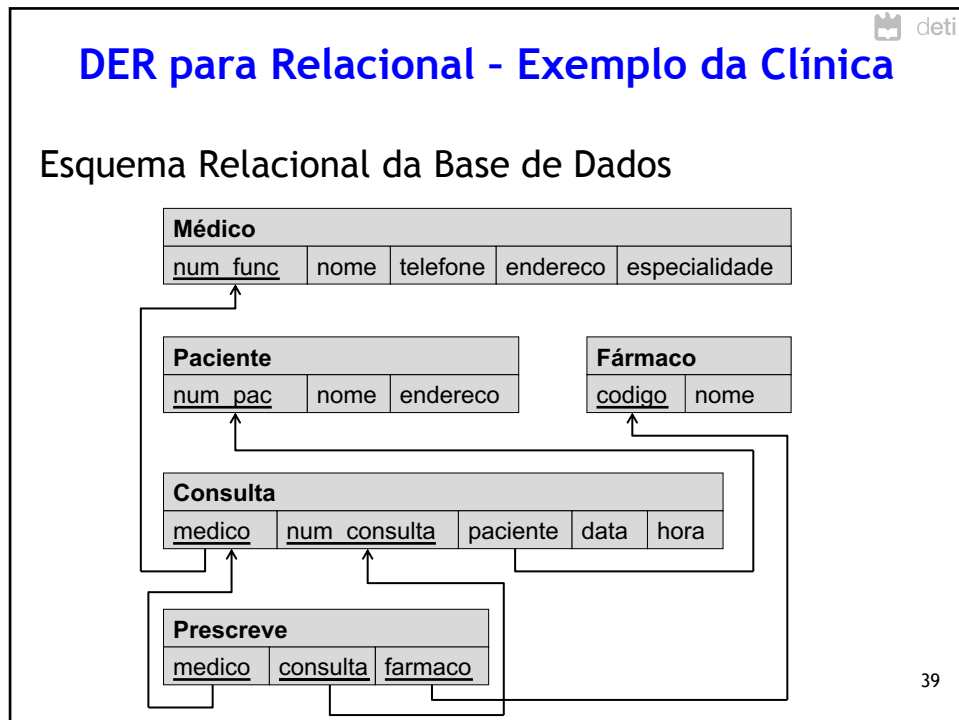 deti
DER para Relacional – Exemplo da Clínica
Esquema Relacional da Base de Dados
Médico
num_func nome telefone endereco especialidade
Paciente
num_pac nome endereco
Fármaco
codigo nome
Consulta
medico num_consulta paciente data hora
Prescreve
medico consulta farmaco
39